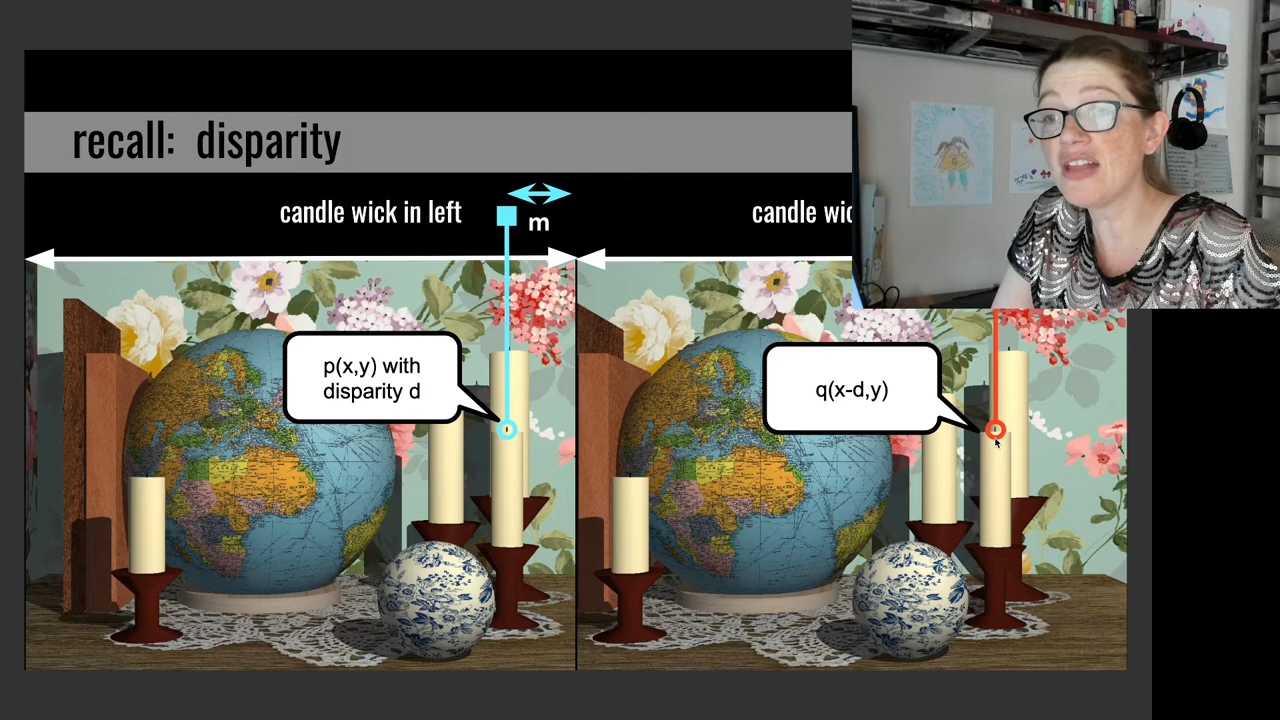 recall: disparity
candle wick in left
m
candle wic
p(x,y) with
disparity d
q(x-d,y)